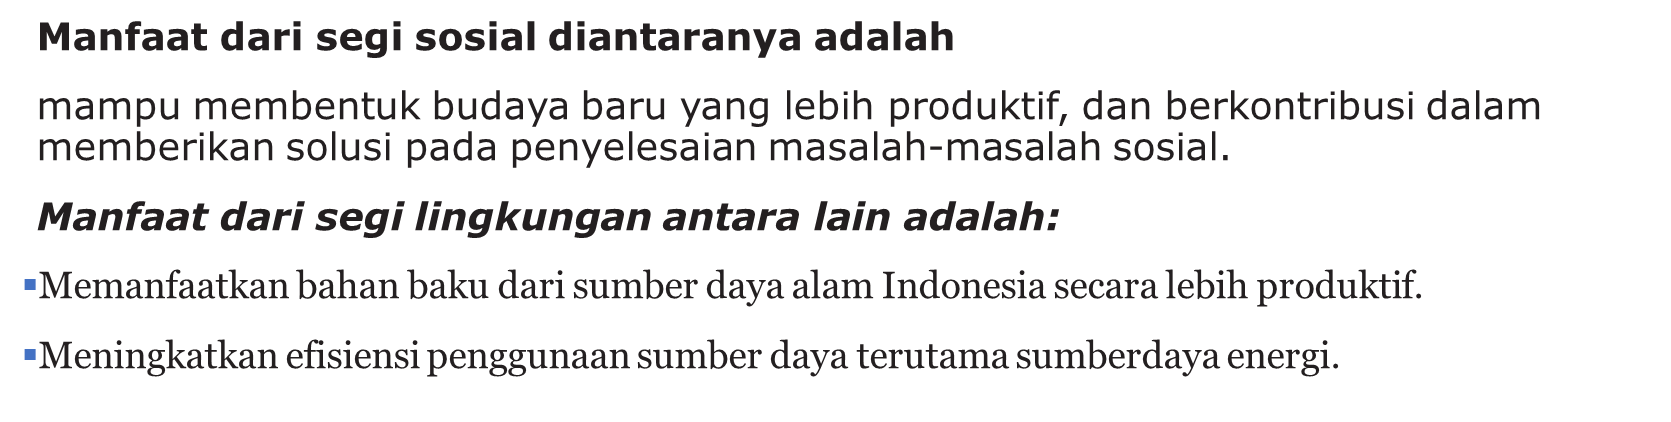 Manfaat dari segi sosial diantaranya adalah
mampu membentuk budaya baru yang lebih produktif, dan berkontribusi dalam
memberikan solusi pada penyelesaian masalah-masalah sosial.
Manfaat dari segi lingkungan antara lain adalah:
▪Memanfaatkan bahan baku dari sumber daya alam Indonesia secara lebih produktif.
▪Meningkatkan efisiensi penggunaan sumber daya terutama sumberdaya energi.